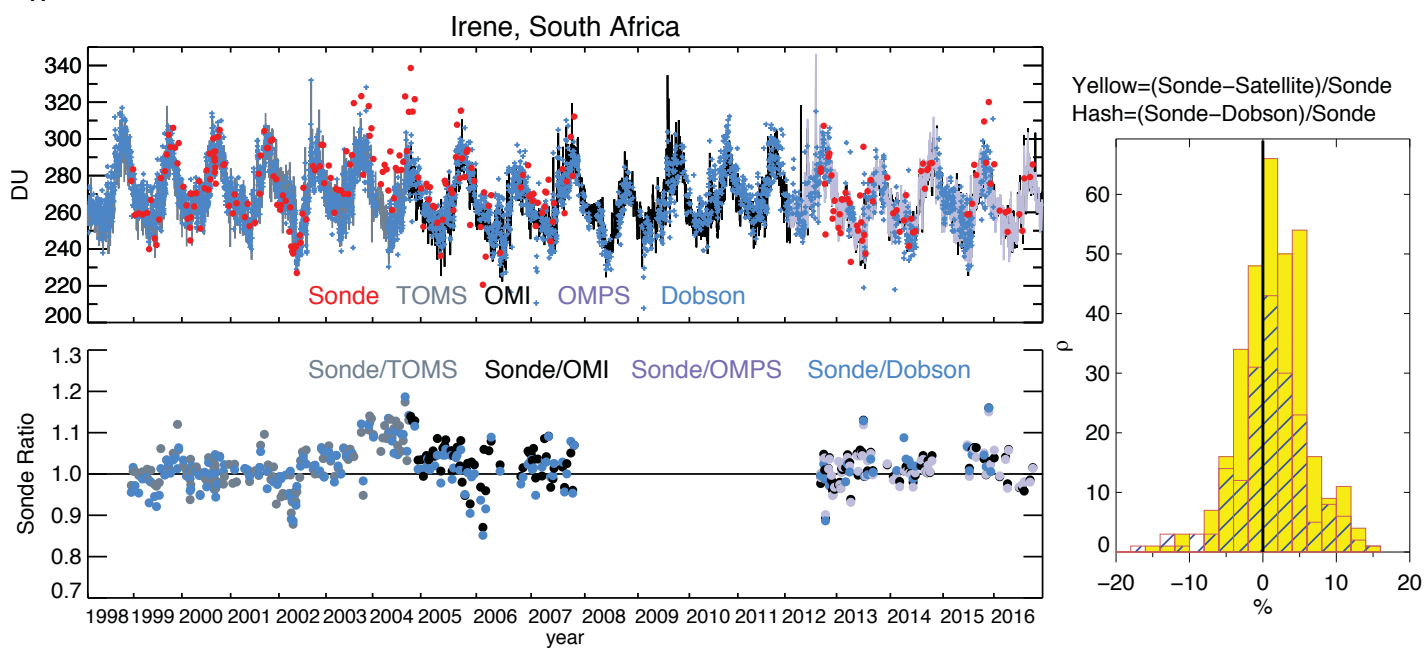 Irene, South Africa
340
320
300
280
260
240
220
200
DU
Sonde TOMS OMI OMPS Dobson
1.3
1.2
1.1
1.0
0.9
0.8
0.7
Sonde Ratio
Sonde/TOMS Sonde/OMI Sonde/OMPS Sonde/Dobson
1998 1999 2000 2001 2002 2003 2004 2005 2006 2007 2008 2009 2010 2011 2012 2013 2014 2015 2016
year
Yellow=(Sonde−Satellite)/Sonde
Hash=(Sonde−Dobson)/Sonde
60
50
40
30
20
10
0
ρ
−20 −10 0 10 20
%